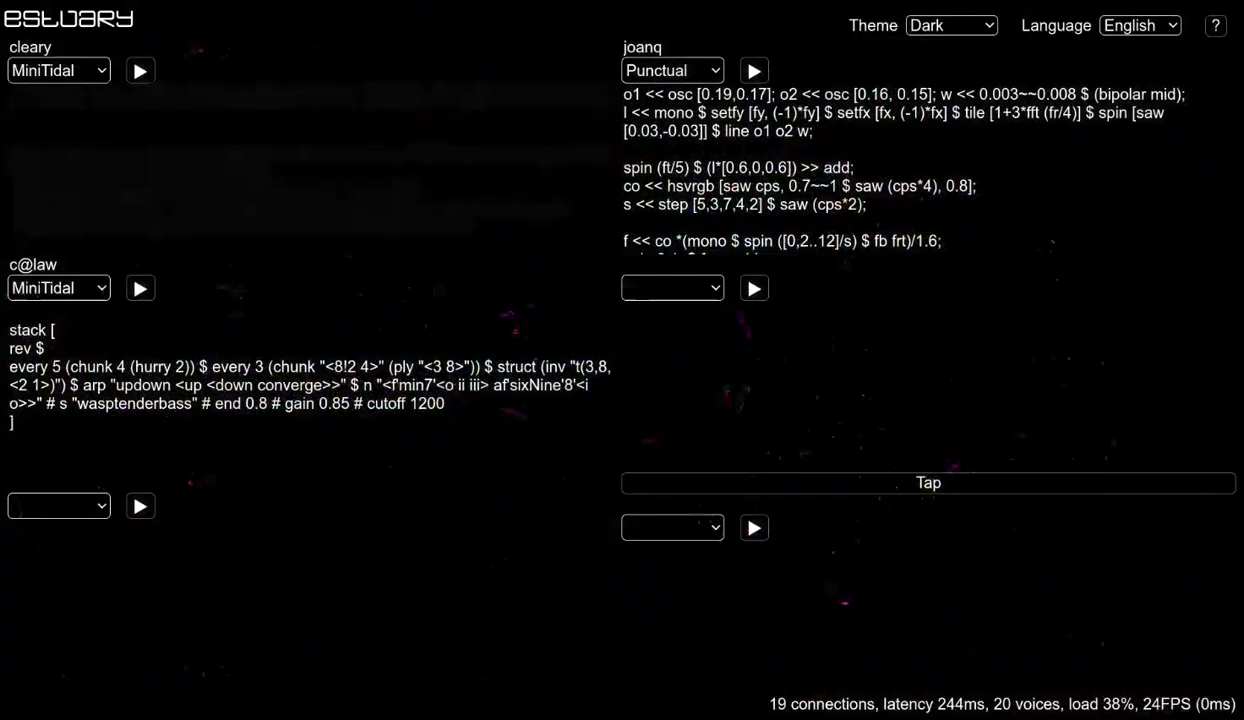 estuary
Theme Dark Language English ?
cleary
MiniTidal
joanq
Punctual
o1 << osc [0.19,0.17]; o2 << osc [0.16, 0.15]; w << 0.003~~0.008 $ (bipolar mid);
l << mono $ setfy [fy, (-1)*fy] $ setfx [fx, (-1)*fx] $ tile [1+3*fft (fr/4)] $ spin [saw
[0.03,-0.03]] $ line o1 o2 w;
spin (ft/5) $ (l*[0.6,0,0.6]) >> add;
co << hsvrgb [saw cps, 0.7~~1 $ saw (cps*4), 0.8];
s << step [5,3,7,4,2] $ saw (cps*2);
f << co *(mono $ spin ([0,2..12]/s) $ fb frt)/1.6;
c@law
MiniTidal
stack [
rev $
every 5 (chunk 4 (hurry 2)) $ every 3 (chunk "<8!2 4>" (ply "<3 8>")) $ struct (inv "t(3,8,
<2 1>)") $ arp "updown <up <down converge>>" $ n "<f'min7'<o ii iii> af'sixNine'8'<i
o>>" # s "wasptenderbass" # end 0.8 # gain 0.85 # cutoff 1200
]
Tap
19 connections, latency 244ms, 20 voices, load 38%, 24FPS (0ms)